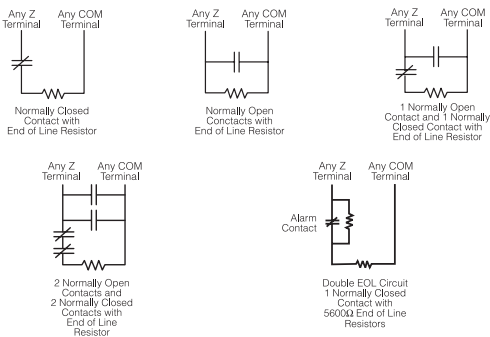 Any Z Any COM
Terminal Terminal
Normally Closed
Contact with
End of Line Resistor
Any Z Any COM
Terminal Terminal
Normally Open
Conctacts with
End of Line Resistor
Any Z Any COM
Terminal Terminal
1 Normally Open
Contact and 1 Normally
Closed Contact with
End of Line Resistor
Any Z Any COM
Terminal Terminal
2 Normally Open
Contacts and
2 Normally Closed
Contacts with
End of Line
Resistor
Any Z Any COM
Terminal Terminal
Alarm
Contact
Double EOL Circuit
1 Normally Closed
Contact with
5600Ω End of Line
Resistors